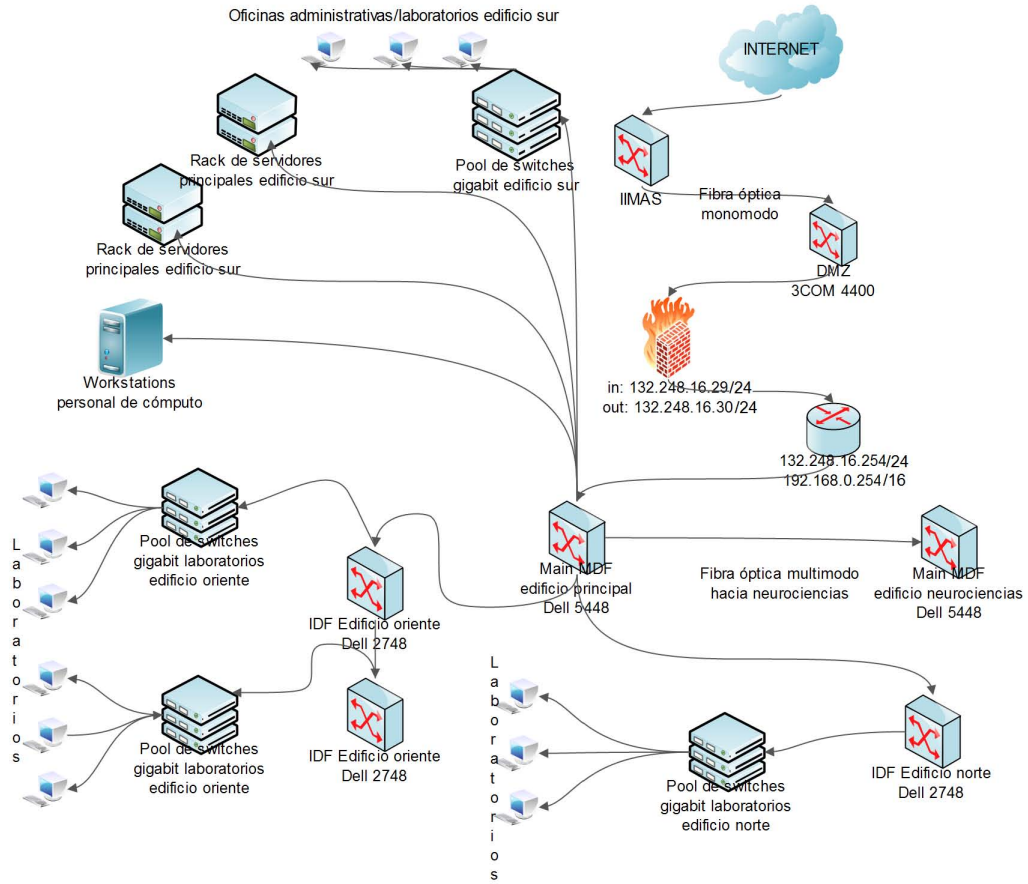 Oficinas administrativas/laboratorios edificio sur
INTERNET
Rack de servidores
principales edificio sur
Pool de switches
gigabit edificio sur
IIMAS
Fibra óptica
monomodo
Rack de servidores
principales edificio sur
DMZ
3COM 4400
Workstations
personal de cómputo
in: 132.248.16.29/24
out: 132.248.16.30/24
132.248.16.254/24
192.168.0.254/16
Laboratorios
Pool de switches
gigabit laboratorios
edificio oriente
IDF Edificio oriente
Dell 2748
Main MDF
edificio principal
Dell 5448
Fibra óptica multimodo
hacia neurociencias
Main MDF
edificio neurociencias
Dell 5448
Pool de switches
gigabit laboratorios
edificio oriente
IDF Edificio oriente
Dell 2748
Laboratorios
Pool de switches
gigabit laboratorios
edificio norte
IDF Edificio norte
Dell 2748